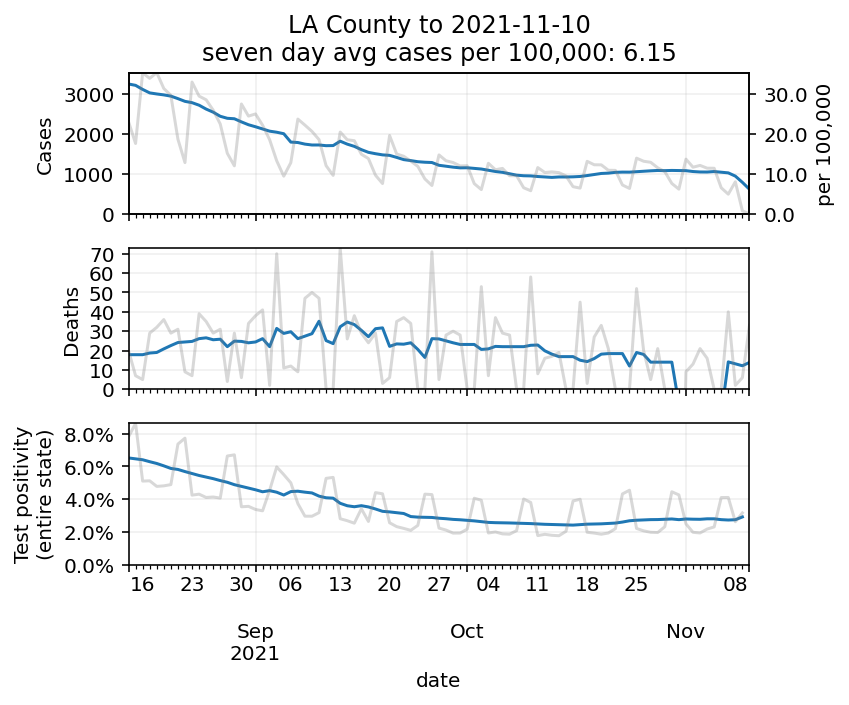 LA County to 2021-11-10
seven day avg cases per 100,000: 6.15
Cases
3000
2000
1000
0
30.0
20.0
10.0
0.0
per 100,000
Deaths
70
60
50
40
30
20
10
0
Test positivity
(entire state)
8.0%
6.0%
4.0%
2.0%
0.0%
16 23 30 06 13 20 27 04 11 18 25 08
Sep Oct Nov
2021
date